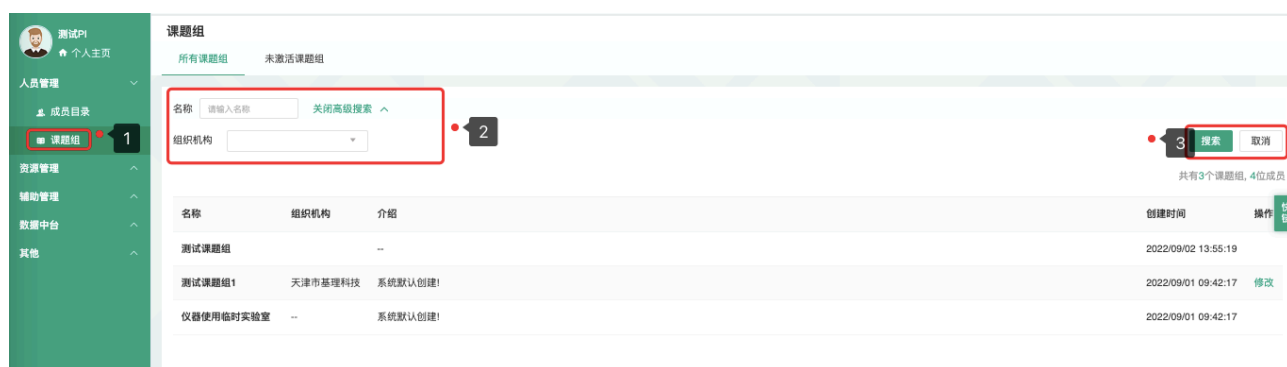 测试PI
个人主页
人员管理
成员目录
课题组
1
资源管理
辅助管理
数据中台
其他
课题组
所有课题组 未激活课题组
名称 请输入名称 关闭高级搜索
组织机构
2
3 搜索 取消
共有3个课题组, 4位成员
名称 组织机构 介绍 创建时间 操作
测试课题组 -- 2022/09/02 13:55:19
测试课题组1 天津市基理科技 系统默认创建! 2022/09/01 09:42:17 修改
仪器使用临时实验室 -- 系统默认创建! 2022/09/01 09:42:17